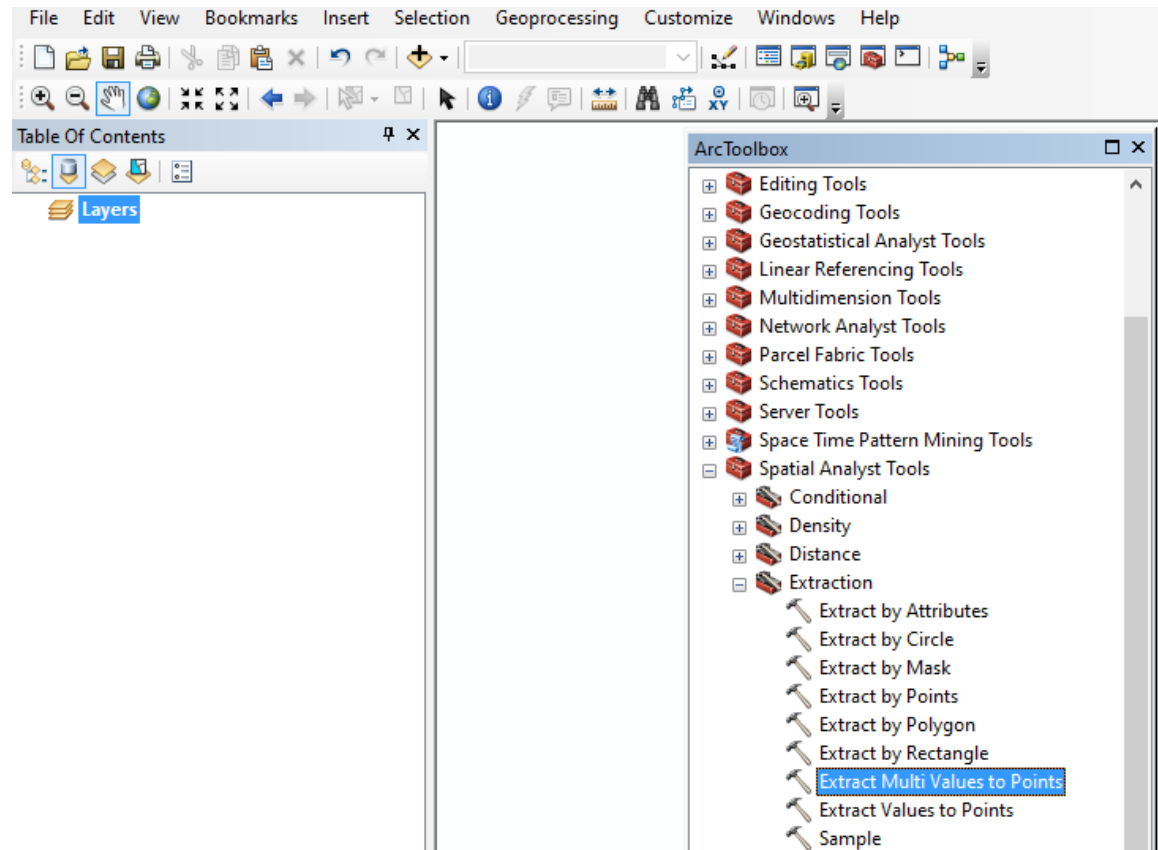 File Edit View Bookmarks Insert Selection Geoprocessing Customize Windows Help
XY
Table Of Contents
Layers
ArcToolbox
Editing Tools
Geocoding Tools
Geostatistical Analyst Tools
Linear Referencing Tools
Multidimension Tools
Network Analyst Tools
Parcel Fabric Tools
Schematics Tools
Server Tools
Space Time Pattern Mining Tools
Spatial Analyst Tools
Conditional
Density
Distance
Extraction
Extract by Attributes
Extract by Circle
Extract by Mask
Extract by Points
Extract by Polygon
Extract by Rectangle
Extract Multi Values to Points
Extract Values to Points
Sample